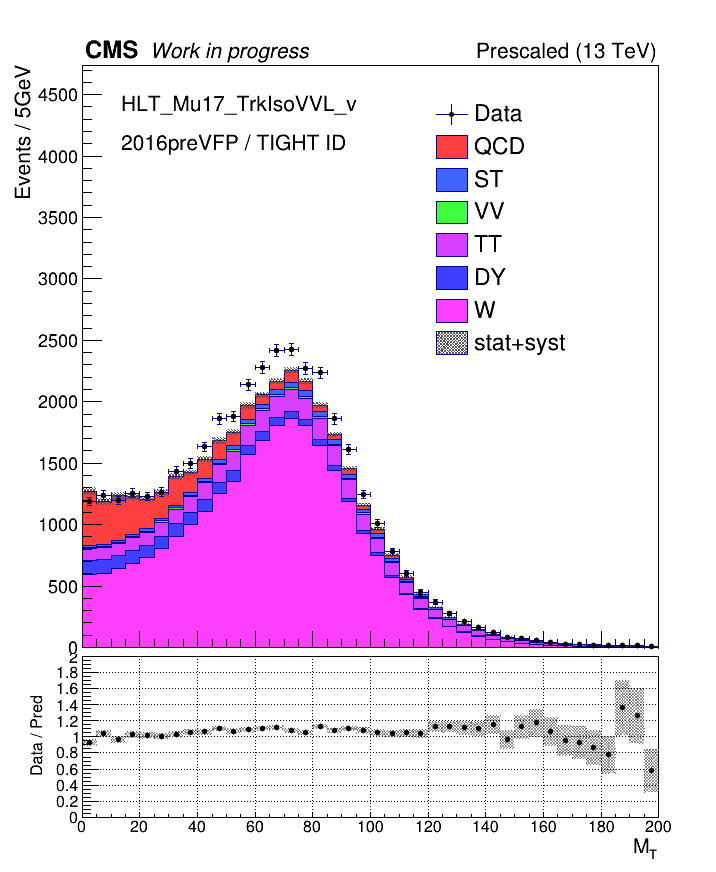 CMS Work in progress Prescaled (13 TeV)
Events / 5GeV
HLT_Mu17_TrkIsoVVL_v
2016preVFP / TIGHT ID
Data
QCD
ST
VV
TT
DY
W
stat+syst
4500
4000
3500
3000
2500
2000
1500
1000
500
0
Data / Pred
2
1.8
1.6
1.4
1.2
1
0.8
0.6
0.4
0.2
0
0 20 40 60 80 100 120 140 160 180 200
M_T